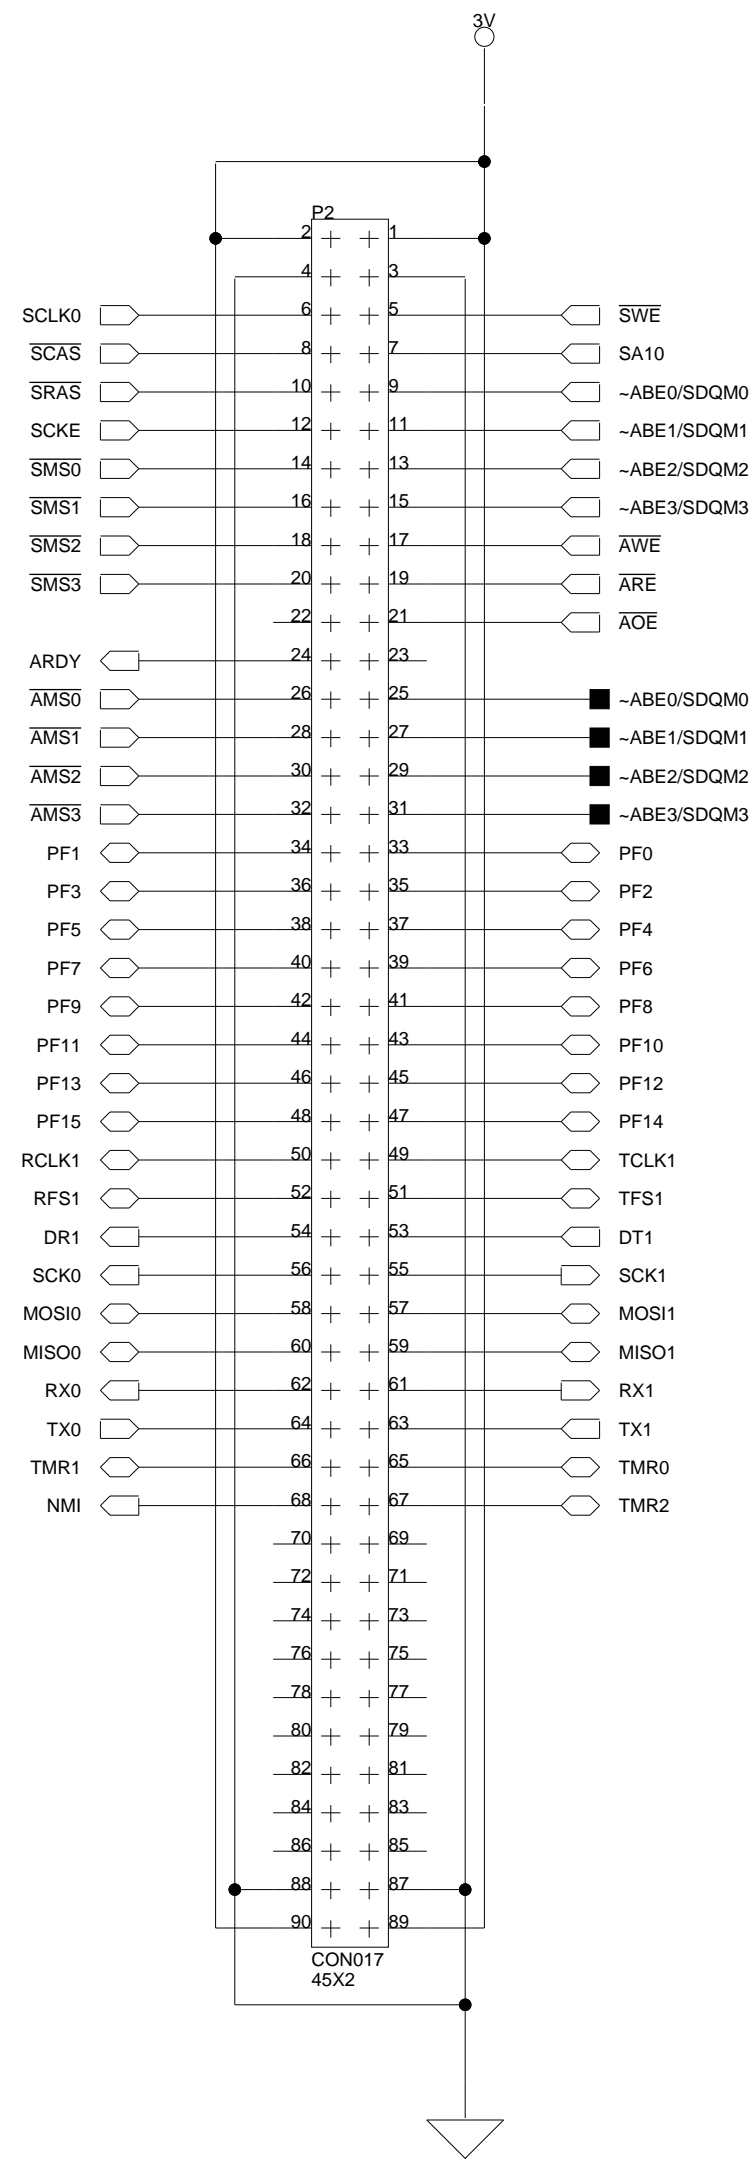 3V
P2
2 1
4 3
SCLK0 6 5 SWE
SCAS 8 7 SA10
SRAS 10 9 ~ABE0/SDQM0
SCKE 12 11 ~ABE1/SDQM1
SMS0 14 13 ~ABE2/SDQM2
SMS1 16 15 ~ABE3/SDQM3
SMS2 18 17 AWE
SMS3 20 19 ARE
22 21 AOE
ARDY 24 23
AMS0 26 25 ~ABE0/SDQM0
AMS1 28 27 ~ABE1/SDQM1
AMS2 30 29 ~ABE2/SDQM2
AMS3 32 31 ~ABE3/SDQM3
PF1 34 33 PF0
PF3 36 35 PF2
PF5 38 37 PF4
PF7 40 39 PF6
PF9 42 41 PF8
PF11 44 43 PF10
PF13 46 45 PF12
PF15 48 47 PF14
RCLK1 50 49 TCLK1
RFS1 52 51 TFS1
DR1 54 53 DT1
SCK0 56 55 SCK1
MOSI0 58 57 MOSI1
MISO0 60 59 MISO1
RX0 62 61 RX1
TX0 64 63 TX1
TMR1 66 65 TMR0
NMI 68 67 TMR2
70 69
72 71
74 73
76 75
78 77
80 79
82 81
84 83
86 85
88 87
90 89
CON017
45X2